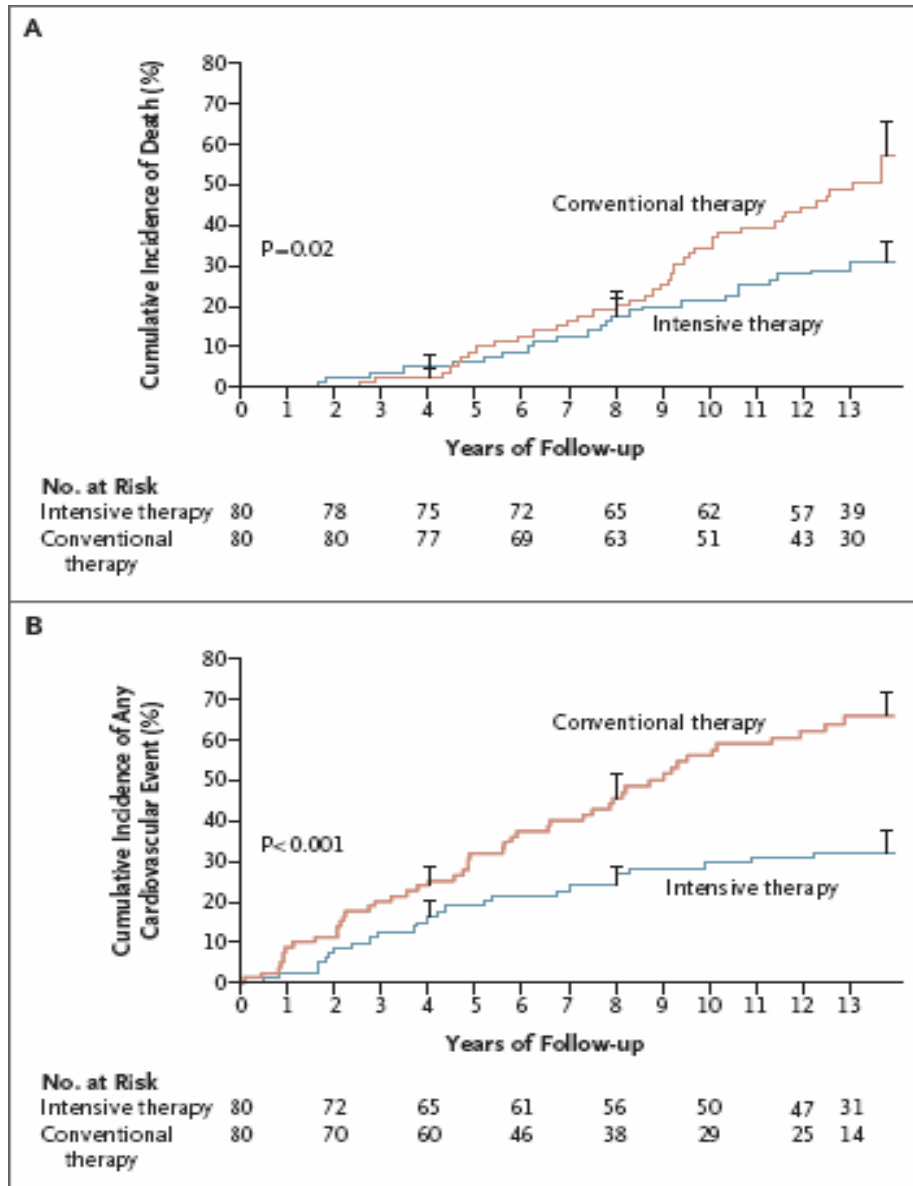 A
Cumulative Incidence of Death (%)
80
70
60
50
40
30
20
10
0
Conventional therapy
P=0.02
Intensive therapy
0 1 2 3 4 5 6 7 8 9 10 11 12 13
Years of Follow-up
No. at Risk
Intensive therapy 80 78 75 72 65 62 57 39
Conventional 80 80 77 69 63 51 43 30
therapy
B
Cumulative Incidence of Any
Cardiovascular Event (%)
80
70
60
50
40
30
20
10
0
Conventional therapy
P<0.001
Intensive therapy
0 1 2 3 4 5 6 7 8 9 10 11 12 13
Years of Follow-up
No. at Risk
Intensive therapy 80 72 65 61 56 50 47 31
Conventional 80 70 60 46 38 29 25 14
therapy